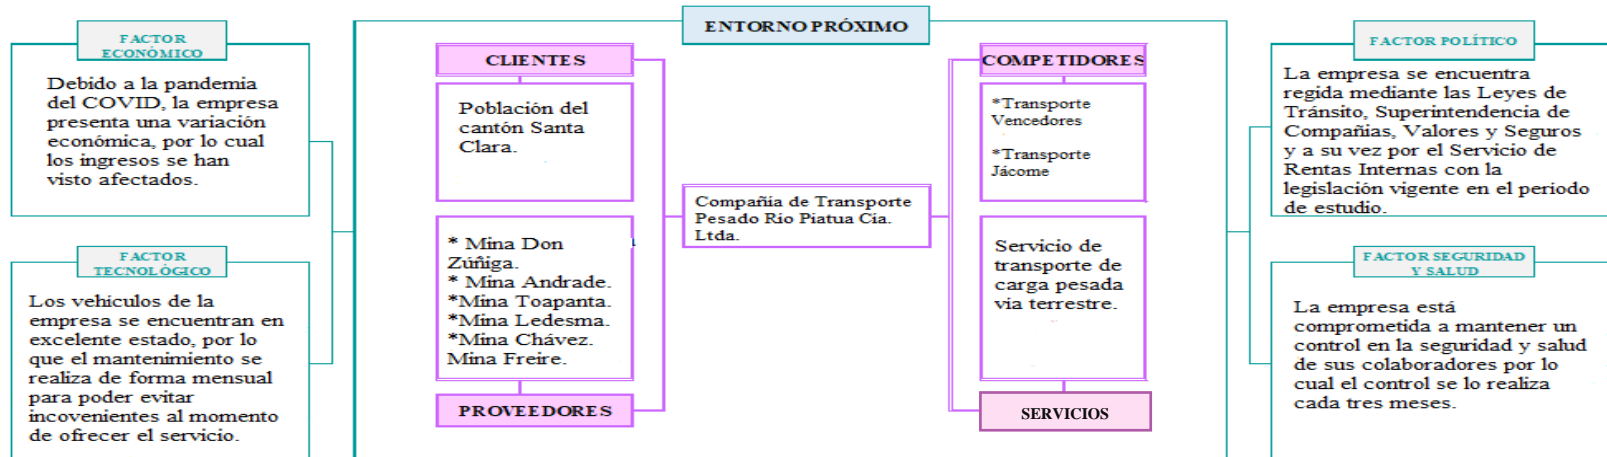 ENTORNO PRÓXIMO
FACTOR
ECONÓMICO
Debido a la pandemia
del COVID, la empresa
presenta una variación
económica, por lo cual
los ingresos se han
visto afectados.
FACTOR
TECNOLÓGICO
Los vehículos de la
empresa se encuentran en
excelente estado, por lo
que el mantenimiento se
realiza de forma mensual
para poder evitar
incovenientes al momento
de ofrecer el servicio.
CLIENTES
Población del
cantón Santa
Clara.
* Mina Don
Zúñiga.
* Mina Andrade.
*Mina Toapanta.
*Mina Ledesma.
*Mina Chávez.
Mina Freire.
PROVEEDORES
Compañia de Transporte
Pesado Rio Piatua Cía.
Ltda.
COMPETIDORES
*Transporte
Vencedores
*Transporte
Jácome
Servicio de
transporte de
carga pesada
vía terrestre.
SERVICIOS
FACTOR POLÍTICO
La empresa se encuentra
regida mediante las Leyes de
Tránsito, Superintendencia de
Compañias, Valores y Seguros
y a su vez por el Servicio de
Rentas Internas con la
legislación vigente en el periodo
de estudio.
FACTOR SEGURIDAD
Y SALUD
La empresa está
comprometida a mantener un
control en la seguridad y salud
de sus colaboradores por lo
cual el control se lo realiza
cada tres meses.